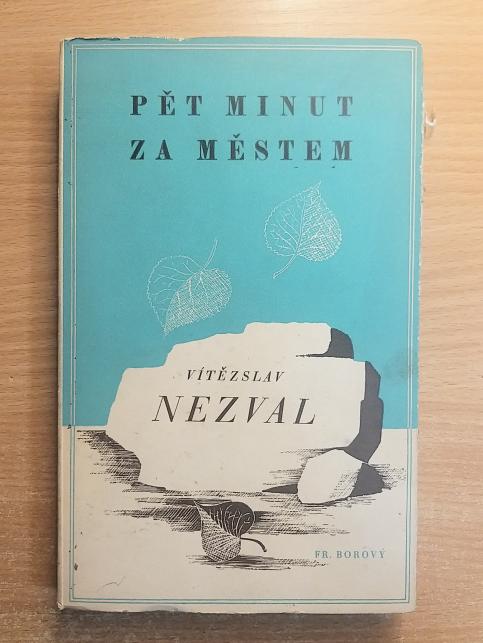 PĚT MINUT
ZA MĚSTEM
VÍTĚZSLAV
NEZVAL
FR. BOROVÝ